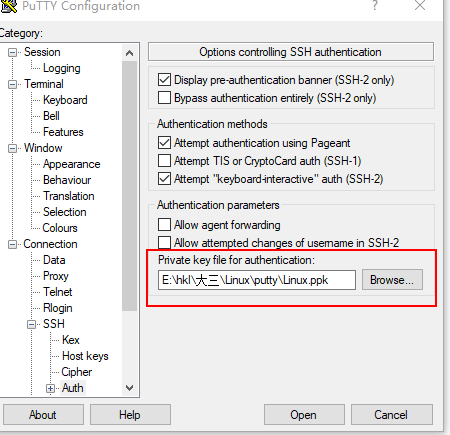 PuTTY Configuration
?
Category:
Session
Logging
Terminal
Keyboard
Bell
Features
Window
Appearance
Behaviour
Translation
Selection
Colours
Connection
Data
Proxy
Telnet
Rlogin
SSH
Kex
Host keys
Cipher
Auth
Options controlling SSH authentication
Display pre-authentication banner (SSH-2 only)
Bypass authentication entirely (SSH-2 only)
Authentication methods
Attempt authentication using Pageant
Attempt TIS or CryptoCard auth (SSH-1)
Attempt "keyboard-interactive" auth (SSH-2)
Authentication parameters
Allow agent forwarding
Allow attempted changes of username in SSH-2
Private key file for authentication:
E:\hkl\大三\Linux\putty\Linux.ppk
Browse...
About
Help
Open
Cancel